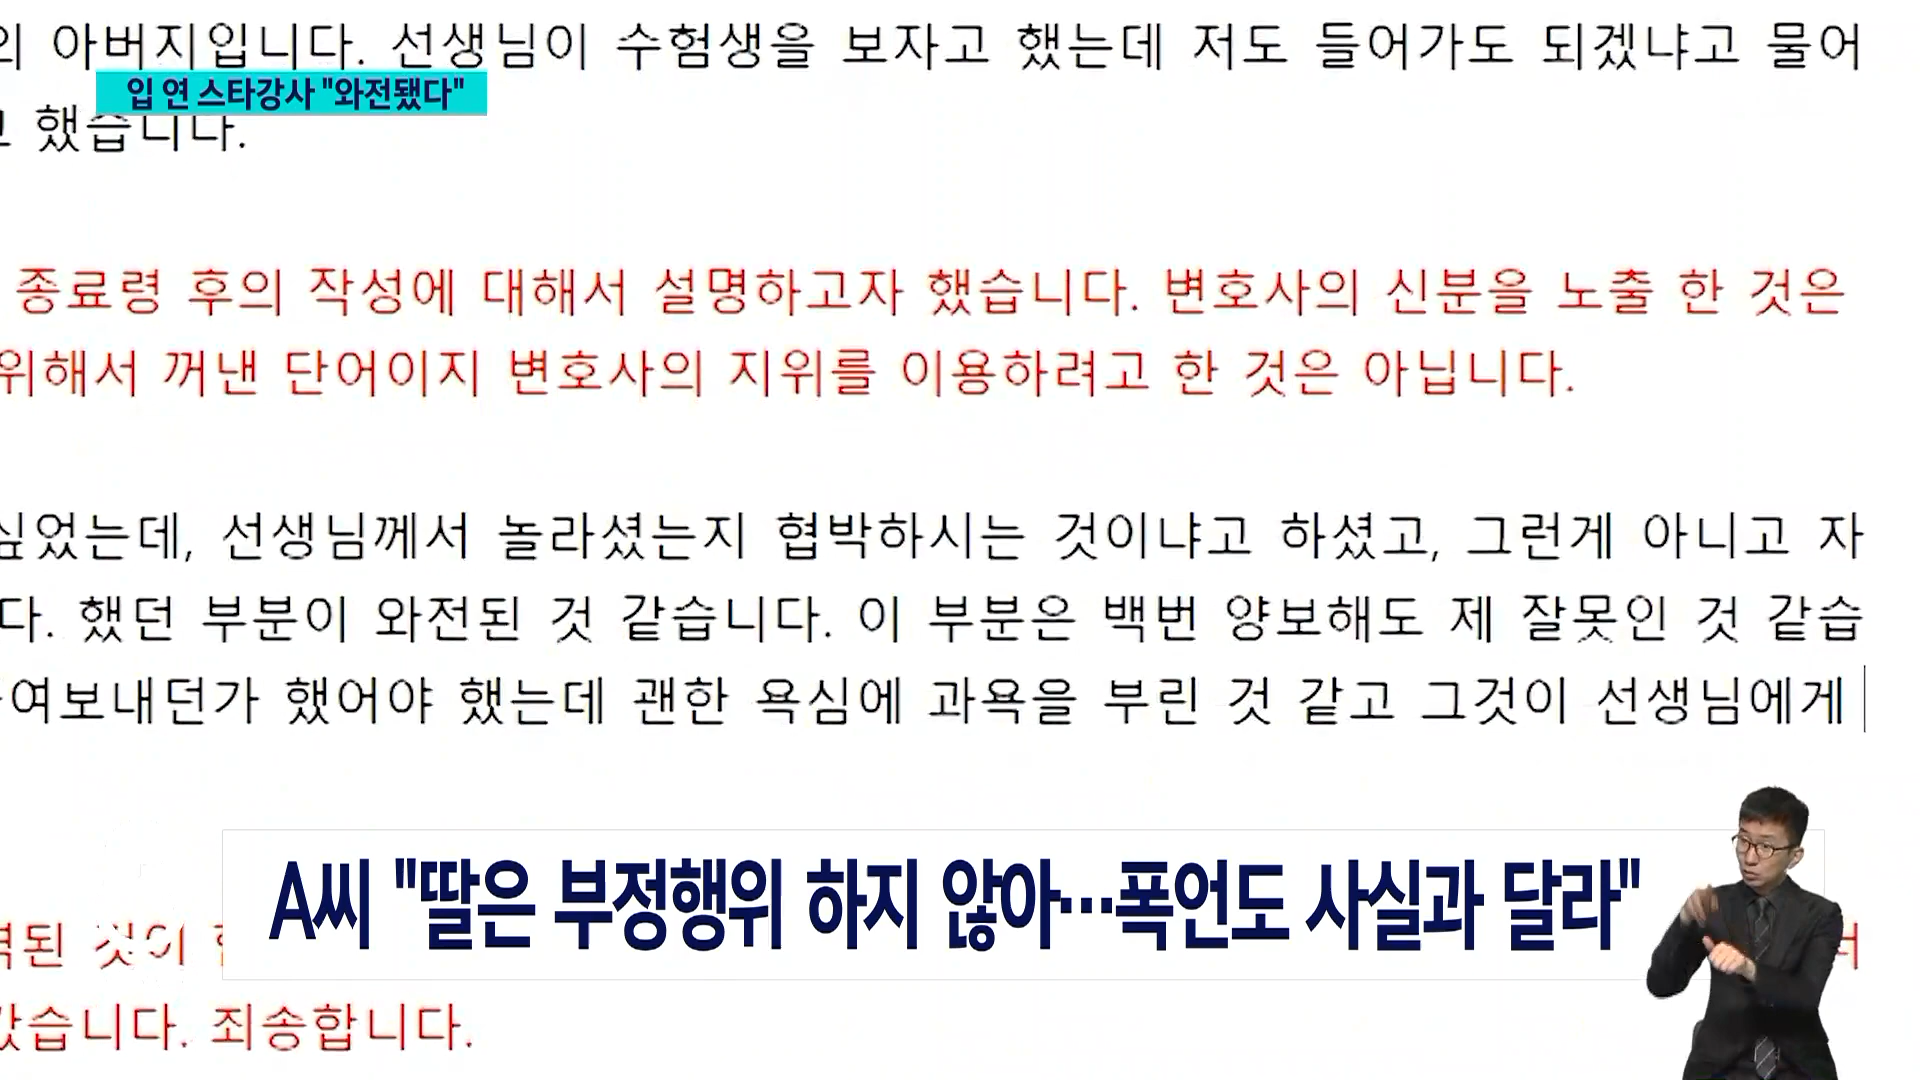 의 아버지입니다. 선생님이 수험생을 보자고 했는데 저도 들어가도 되겠냐고 물어
입 연 스타강사 "와전됐다"
고 했습니다.
종료령 후의 작성에 대해서 설명하고자 했습니다. 변호사의 신분을 노출 한 것은
위해서 꺼낸 단어이지 변호사의 지위를 이용하려고 한 것은 아닙니다.
싶었는데, 선생님께서 놀라셨는지 협박하시는 것이냐고 하셨고, 그런게 아니고 자
다. 했던 부분이 와전된 것 같습니다. 이 부분은 백번 양보해도 제 잘못인 것 같습
여보내던가 했어야 했는데 괜한 욕심에 과욕을 부린 것 같고 그것이 선생님에게
A씨 "딸은 부정행위 하지 않아…폭언도 사실과 달라"
된 것이
갔습니다. 죄송합니다.